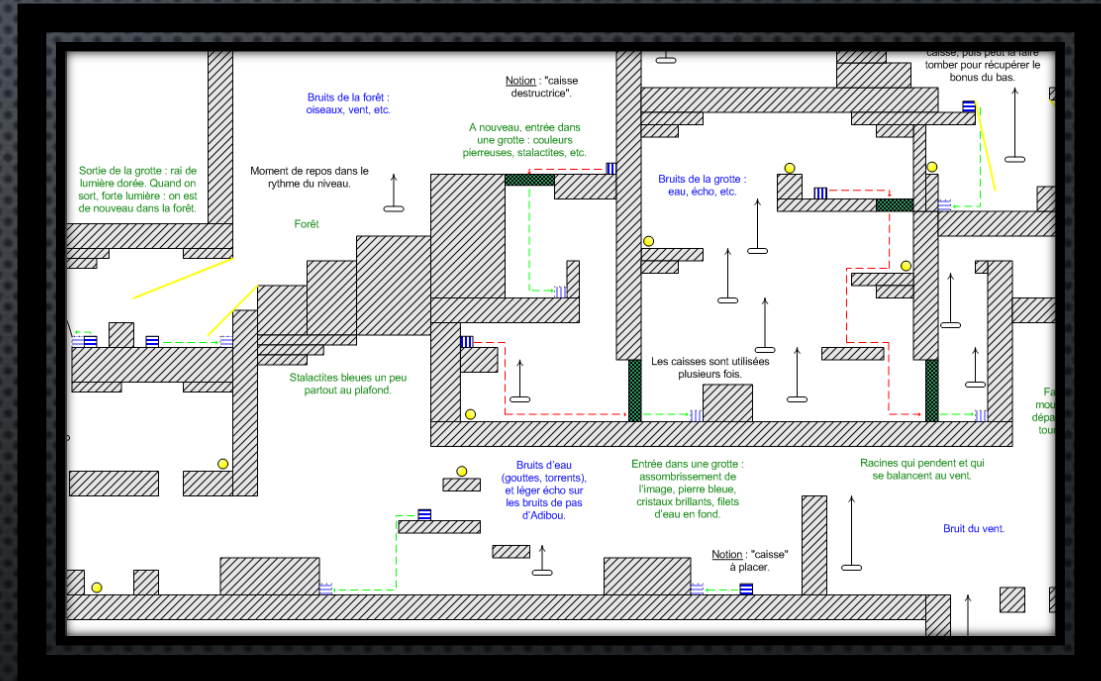 caisse, puis peut la faire
tomber pour récupérer le
bonus du bas.
Notion : "caisse
destructrice".
Bruits de la forêt :
oiseaux, vent, etc.
A nouveau, entrée dans
une grotte : couleurs
pierreuses, stalactites, etc.
Sortie de la grotte : rai de
lumière dorée. Quand on
sort, forte lumière : on est
de nouveau dans la forêt.
Moment de repos dans le
rythme du niveau.
Bruits de la grotte :
eau, écho, etc.
Forêt
Les caisses sont utilisées
plusieurs fois.
Stalactites bleues un peu
partout au plafond.
Bruits d'eau
(gouttes, torrents),
et léger écho sur
les bruits de pas
d'Adibou.
Entrée dans une grotte :
assombrissement de
l'image, pierre bleue,
cristaux brillants, filets
d'eau en fond.
Racines qui pendent et qui
se balancent au vent.
Bruit du vent.
Notion : "caisse"
à placer.